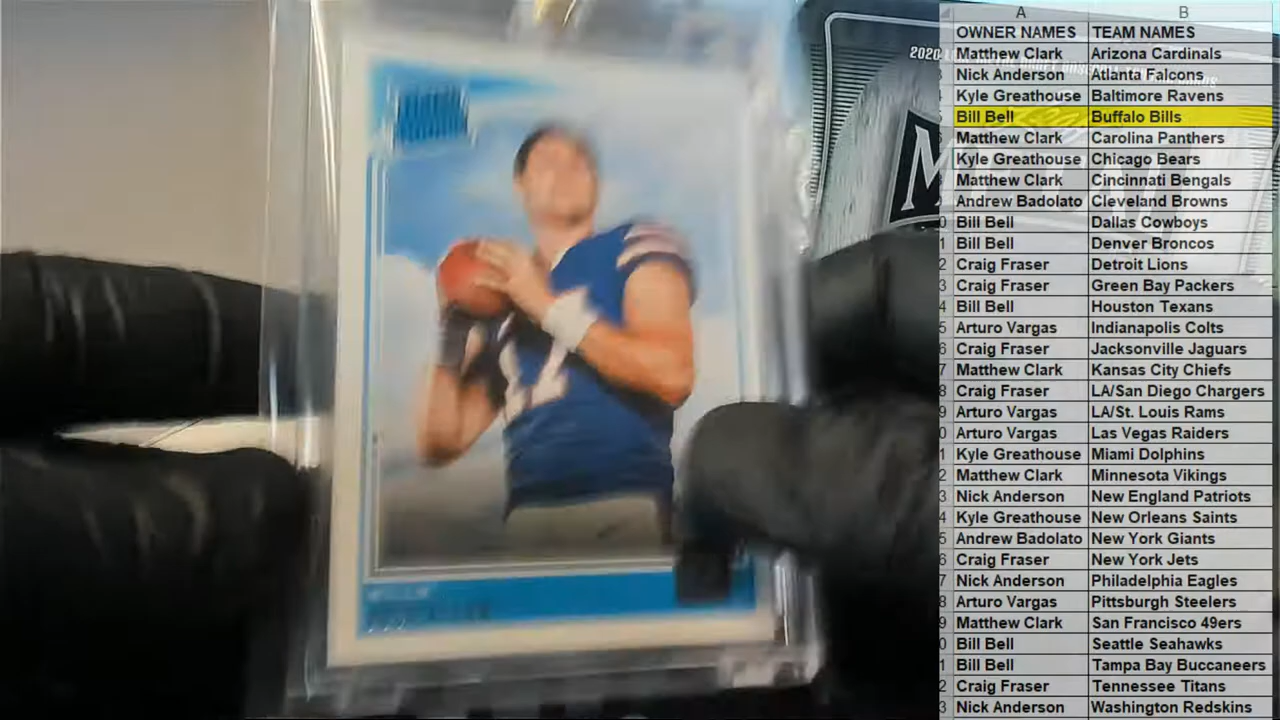 A B
OWNER NAMES TEAM NAMES
Matthew Clark Arizona Cardinals
Nick Anderson Atlanta Falcons
Kyle Greathouse Baltimore Ravens
Bill Bell Buffalo Bills
Matthew Clark Carolina Panthers
Kyle Greathouse Chicago Bears
Matthew Clark Cincinnati Bengals
Andrew Badolato Cleveland Browns
Bill Bell Dallas Cowboys
Bill Bell Denver Broncos
Craig Fraser Detroit Lions
Craig Fraser Green Bay Packers
Bill Bell Houston Texans
Arturo Vargas Indianapolis Colts
Craig Fraser Jacksonville Jaguars
Matthew Clark Kansas City Chiefs
Craig Fraser LA/San Diego Chargers
Arturo Vargas LA/St. Louis Rams
Arturo Vargas Las Vegas Raiders
Kyle Greathouse Miami Dolphins
Matthew Clark Minnesota Vikings
Nick Anderson New England Patriots
Kyle Greathouse New Orleans Saints
Andrew Badolato New York Giants
Craig Fraser New York Jets
Nick Anderson Philadelphia Eagles
Arturo Vargas Pittsburgh Steelers
Matthew Clark San Francisco 49ers
Bill Bell Seattle Seahawks
Bill Bell Tampa Bay Buccaneers
Craig Fraser Tennessee Titans
Nick Anderson Washington Redskins
2020
17